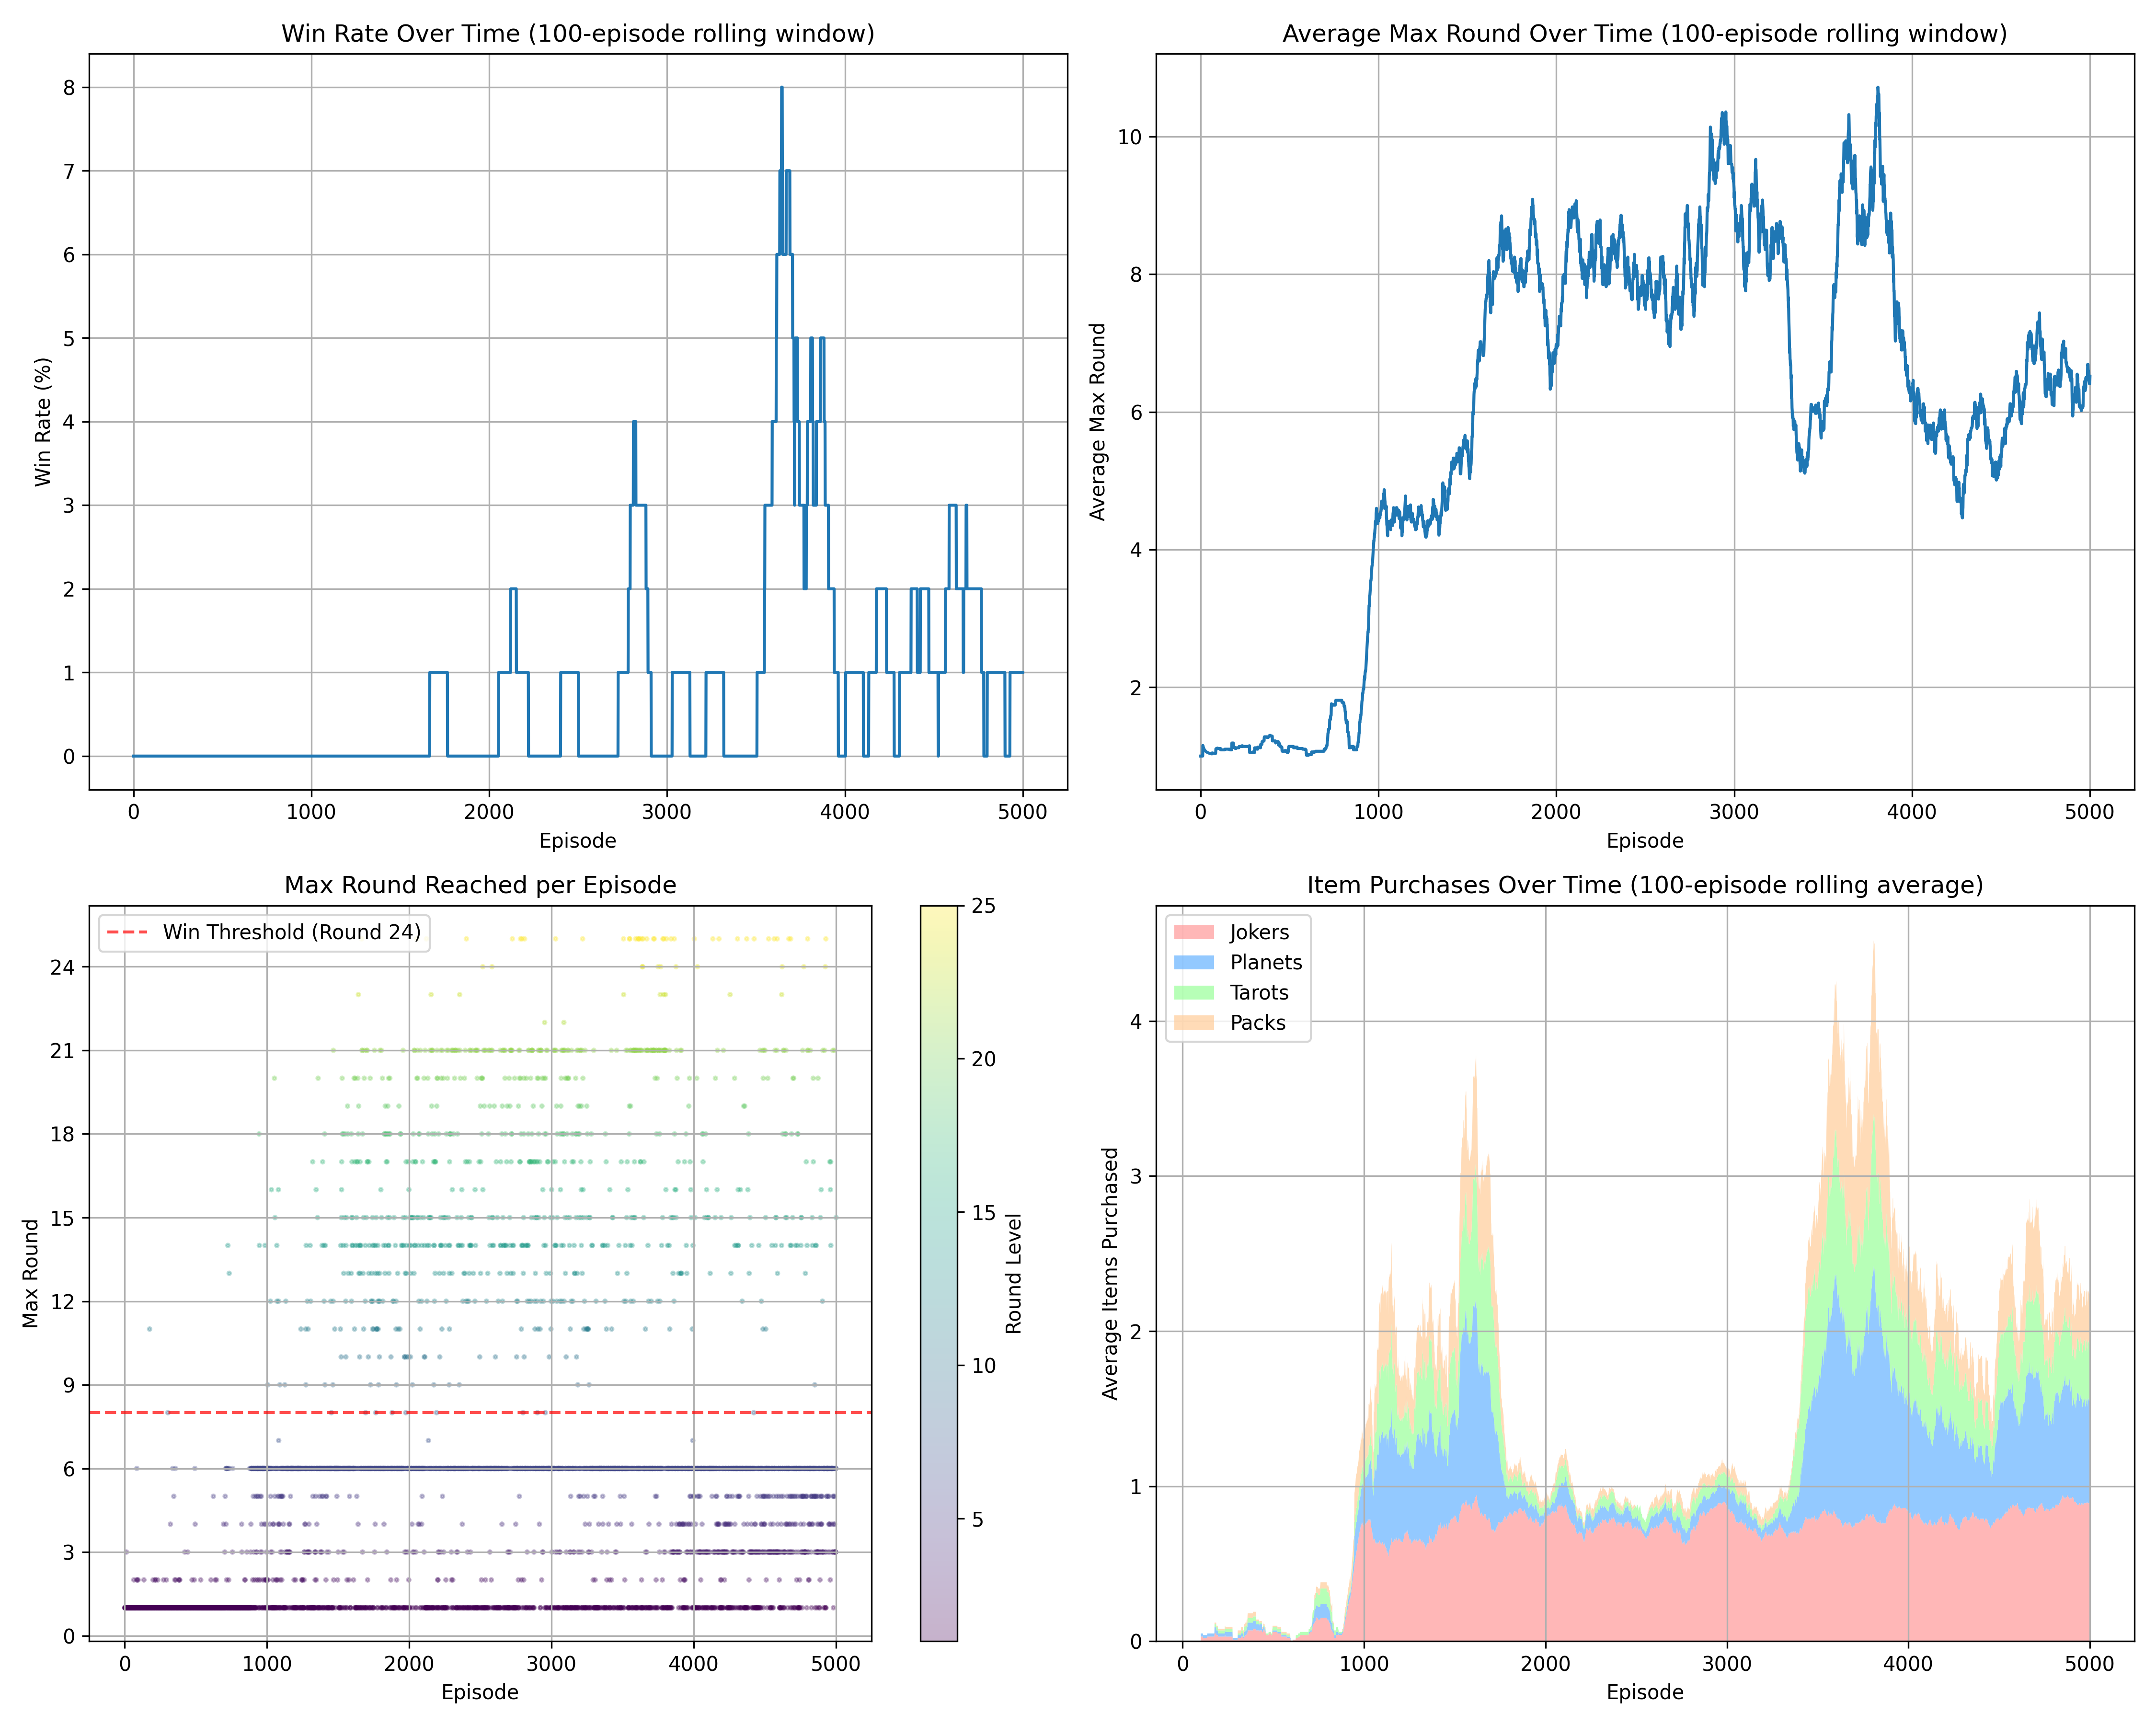 Win Rate Over Time (100-episode rolling window)
Win Rate (%)
8
7
6
5
4
3
2
1
0
0 1000 2000 3000 4000 5000
Episode
Average Max Round Over Time (100-episode rolling window)
Average Max Round
10
8
6
4
2
0 1000 2000 3000 4000 5000
Episode
Max Round Reached per Episode
Win Threshold (Round 24)
Max Round
24
21
18
15
12
9
6
3
0
0 1000 2000 3000 4000 5000
Episode
25
20
15
10
5
Round Level
Item Purchases Over Time (100-episode rolling average)
Jokers
Planets
Tarots
Packs
Average Items Purchased
4
3
2
1
0
0 1000 2000 3000 4000 5000
Episode